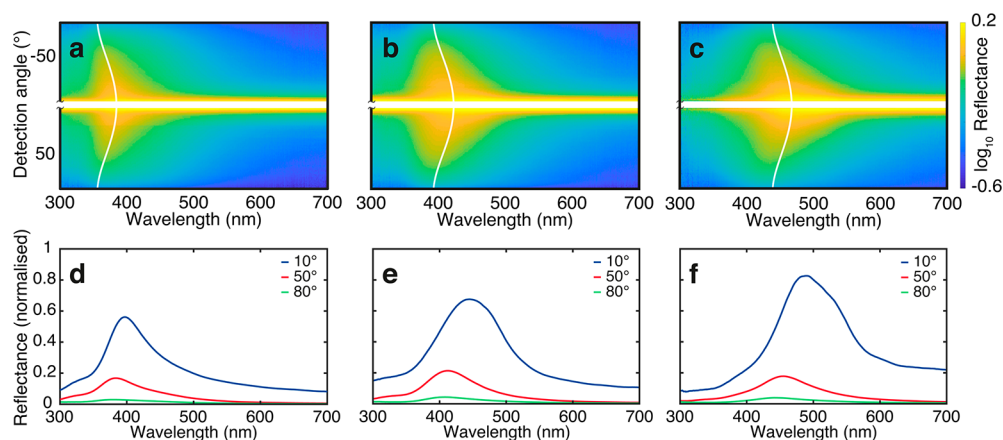 a
b
c
Detection angle (°)
-50
50
300 400 500 600 700
Wavelength (nm)
300 400 500 600 700
Wavelength (nm)
300 400 500 600 700
Wavelength (nm)
0.2
log10 Reflectance
-0.6
d
e
f
Reflectance (normalised)
1
0.8
0.6
0.4
0.2
0
10°
50°
80°
10°
50°
80°
10°
50°
80°
300 400 500 600 700
Wavelength (nm)
300 400 500 600 700
Wavelength (nm)
300 400 500 600 700
Wavelength (nm)